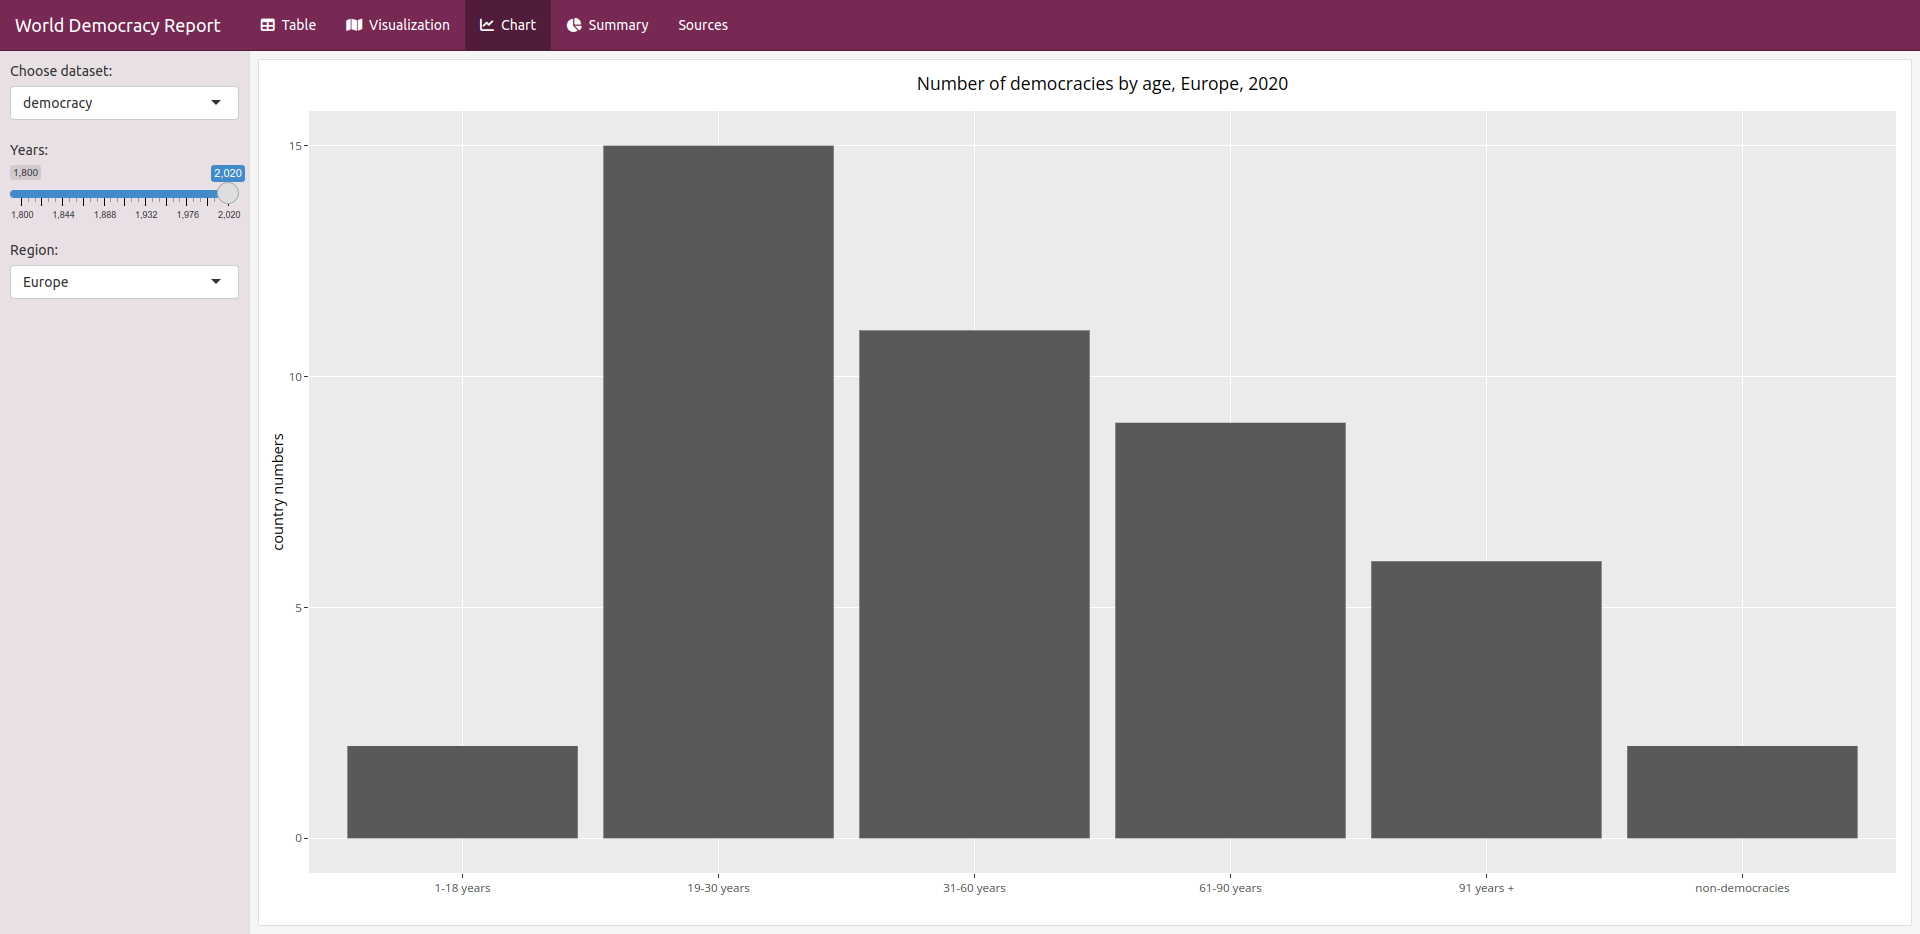 World Democracy Report
Table
Visualization
Chart
Summary
Sources
Choose dataset:
democracy
Years:
1,800
2,020
1,800 1,844 1,888 1,932 1,976 2,020
Region:
Europe
Number of democracies by age, Europe, 2020
country numbers
15
10
5
0
1-18 years
19-30 years
31-60 years
61-90 years
91 years +
non-democracies